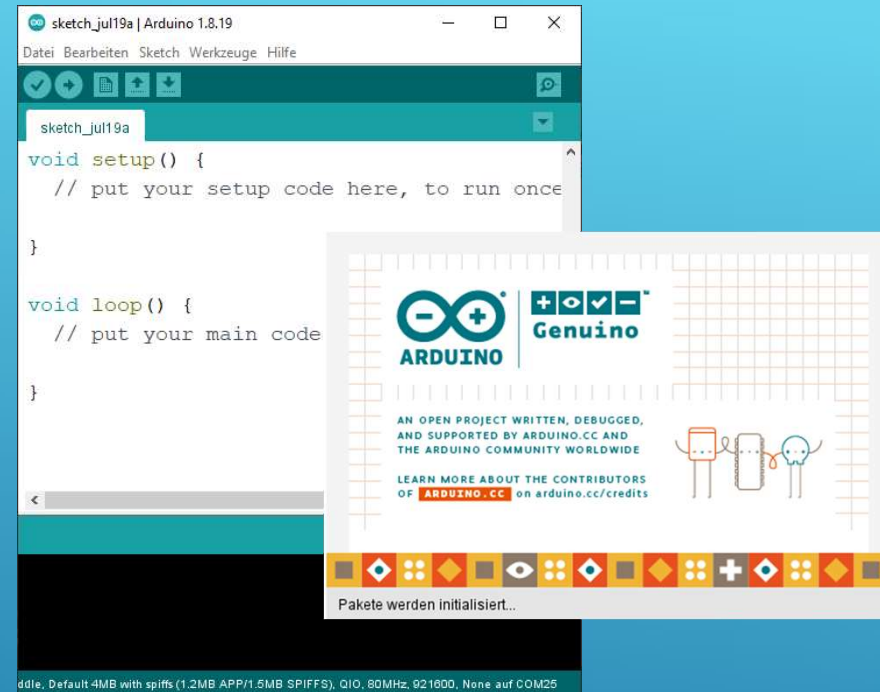 sketch_jul19a | Arduino 1.8.19
Datei Bearbeiten Sketch Werkzeuge Hilfe
sketch_jul19a
void setup() {
// put your setup code here, to run once
}
void loop() {
// put your main code
}
ARDUINO
Genuino
AN OPEN PROJECT WRITTEN, DEBUGGED,
AND SUPPORTED BY ARDUINO.CC AND
THE ARDUINO COMMUNITY WORLDWIDE
LEARN MORE ABOUT THE CONTRIBUTORS
OF ARDUINO.CC on arduino.cc/credits
Pakete werden initialisiert...
ddle, Default 4MB with spiffs (1.2MB APP/1.5MB SPIFFS), QIO, 80MHz, 921600, None auf COM25